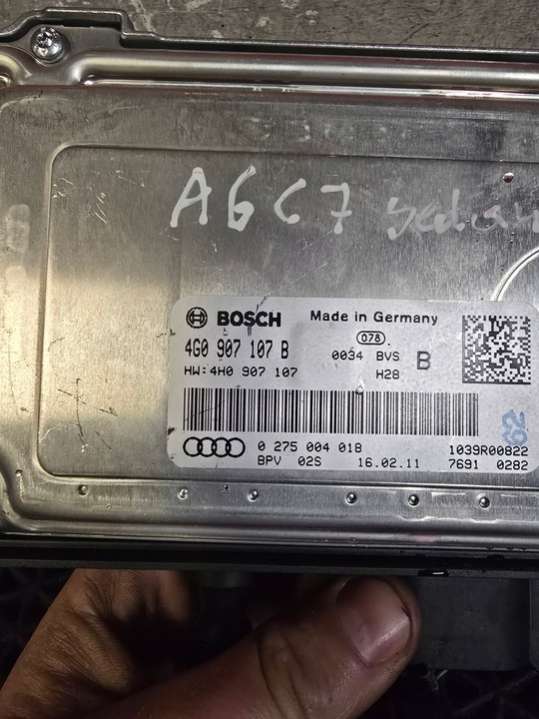 A6 C7 sedan
BOSCH Made in Germany
4G0 907 107 B
078
0034 BVS B
HW:4H0 907 107 H28
0 275 004 018 1039R00822
BPV 02S 16.02.11 7691 0282